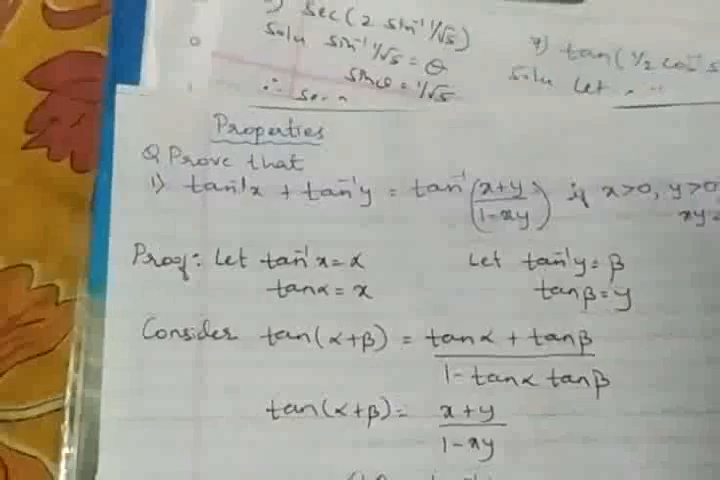 sec(2 sin⁻¹ 1/√5)
Solu sin⁻¹ 1/√5 = θ
sinθ = 1/√5
∴
7) tan(1/2 cos⁻¹
Solu Let
Properties
Q Prove that
1) tan⁻¹x + tan⁻¹y = tan⁻¹(x+y/1-xy) if x>0, y>0
xy
Proof: Let tan⁻¹x = α Let tan⁻¹y = β
tanα = x tanβ = y
Consider tan(α+β) = tanα + tanβ / 1 - tanα tanβ
tan(α+β) = x+y / 1-xy